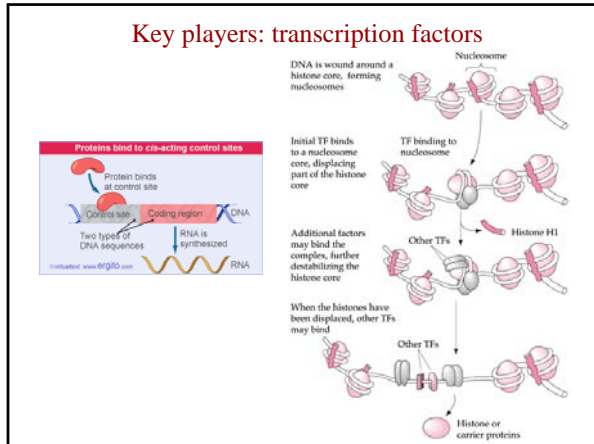 Key players: transcription factors
Proteins bind to cis-acting control sites
Protein binds
at control site
Control site
Coding region
DNA
Two types of
DNA sequences
RNA is
synthesized
RNA
©virtualtext www.ergito.com
Nucleosome
DNA is wound around a
histone core, forming
nucleosomes
Initial TF binds
to a nucleosome
core, displacing
part of the histone
core
TF binding to
nucleosome
Histone H1
Additional factors
may bind the
complex, further
destabilizing the
histone core
Other TFs
When the histones have
been displaced, other TFs
may bind
Other TFs
Histone or
carrier proteins